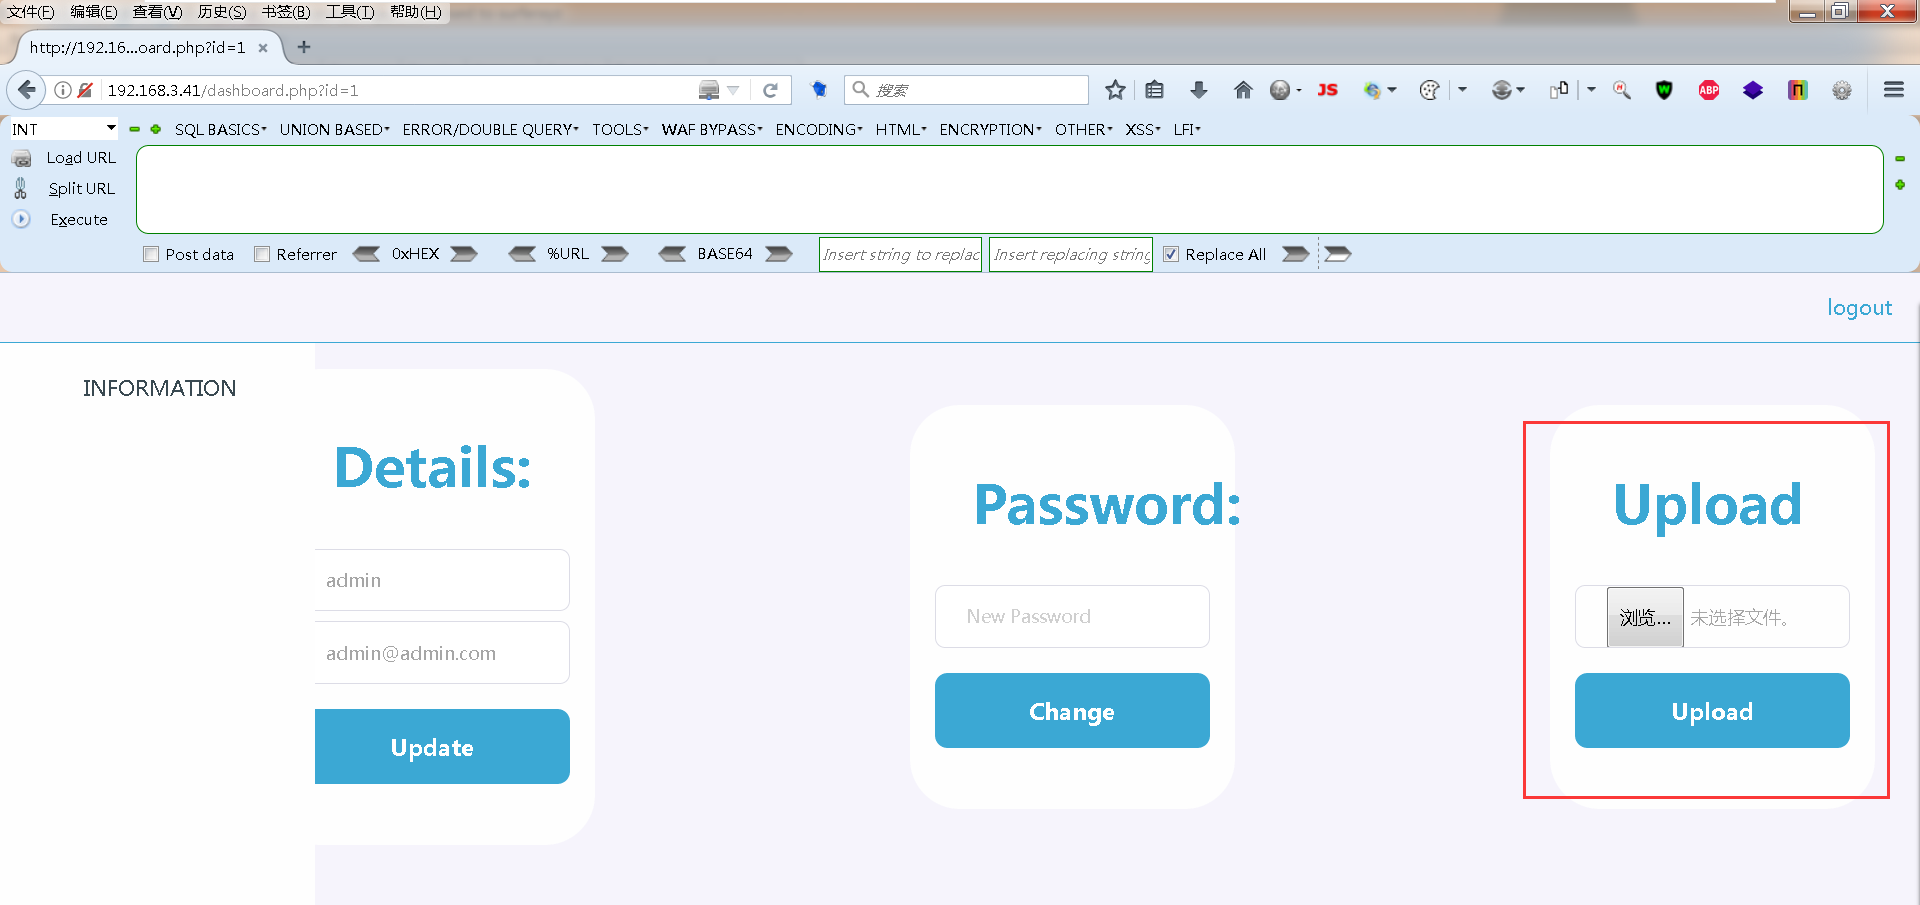 文件(F) 编辑(E) 查看(V) 历史(S) 书签(B) 工具(T) 帮助(H)
http://192.16...oard.php?id=1
192.168.3.41/dashboard.php?id=1
搜索
JS
W
ABP
INT
SQL BASICS
UNION BASED
ERROR/DOUBLE QUERY
TOOLS
WAF BYPASS
ENCODING
HTML
ENCRYPTION
OTHER
XSS
LFI
Load URL
Split URL
Execute
Post data
Referrer
0xHEX
%URL
BASE64
Insert string to replac
Insert replacing string
Replace All
logout
INFORMATION
Details:
admin
admin@admin.com
Update
Password:
New Password
Change
Upload
浏览...
未选择文件。
Upload